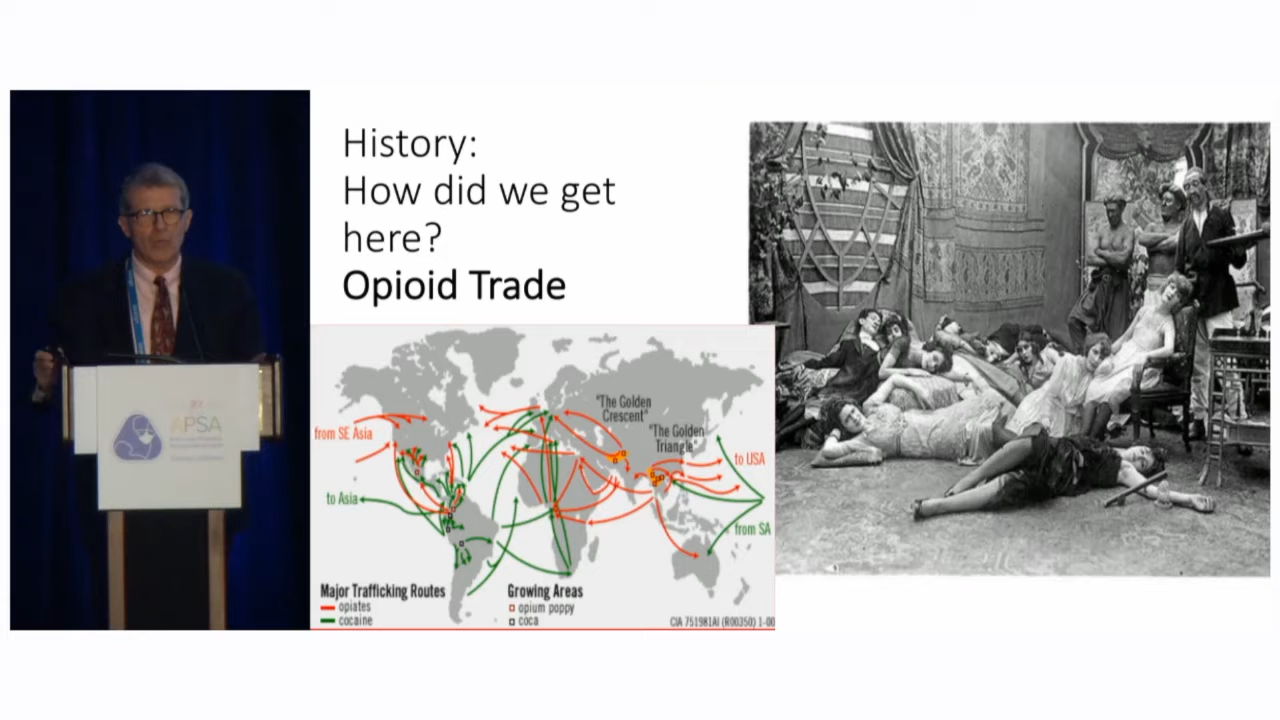 History:
How did we get
here?
Opioid Trade
"The Golden
Crescent"
"The Golden
Triangle"
from SE Asia
to USA
to Asia
from SA
Major Trafficking Routes
opiates
cocaine
Growing Areas
opium poppy
coca
CIA 751981AI (R00350) 1-00
APSA